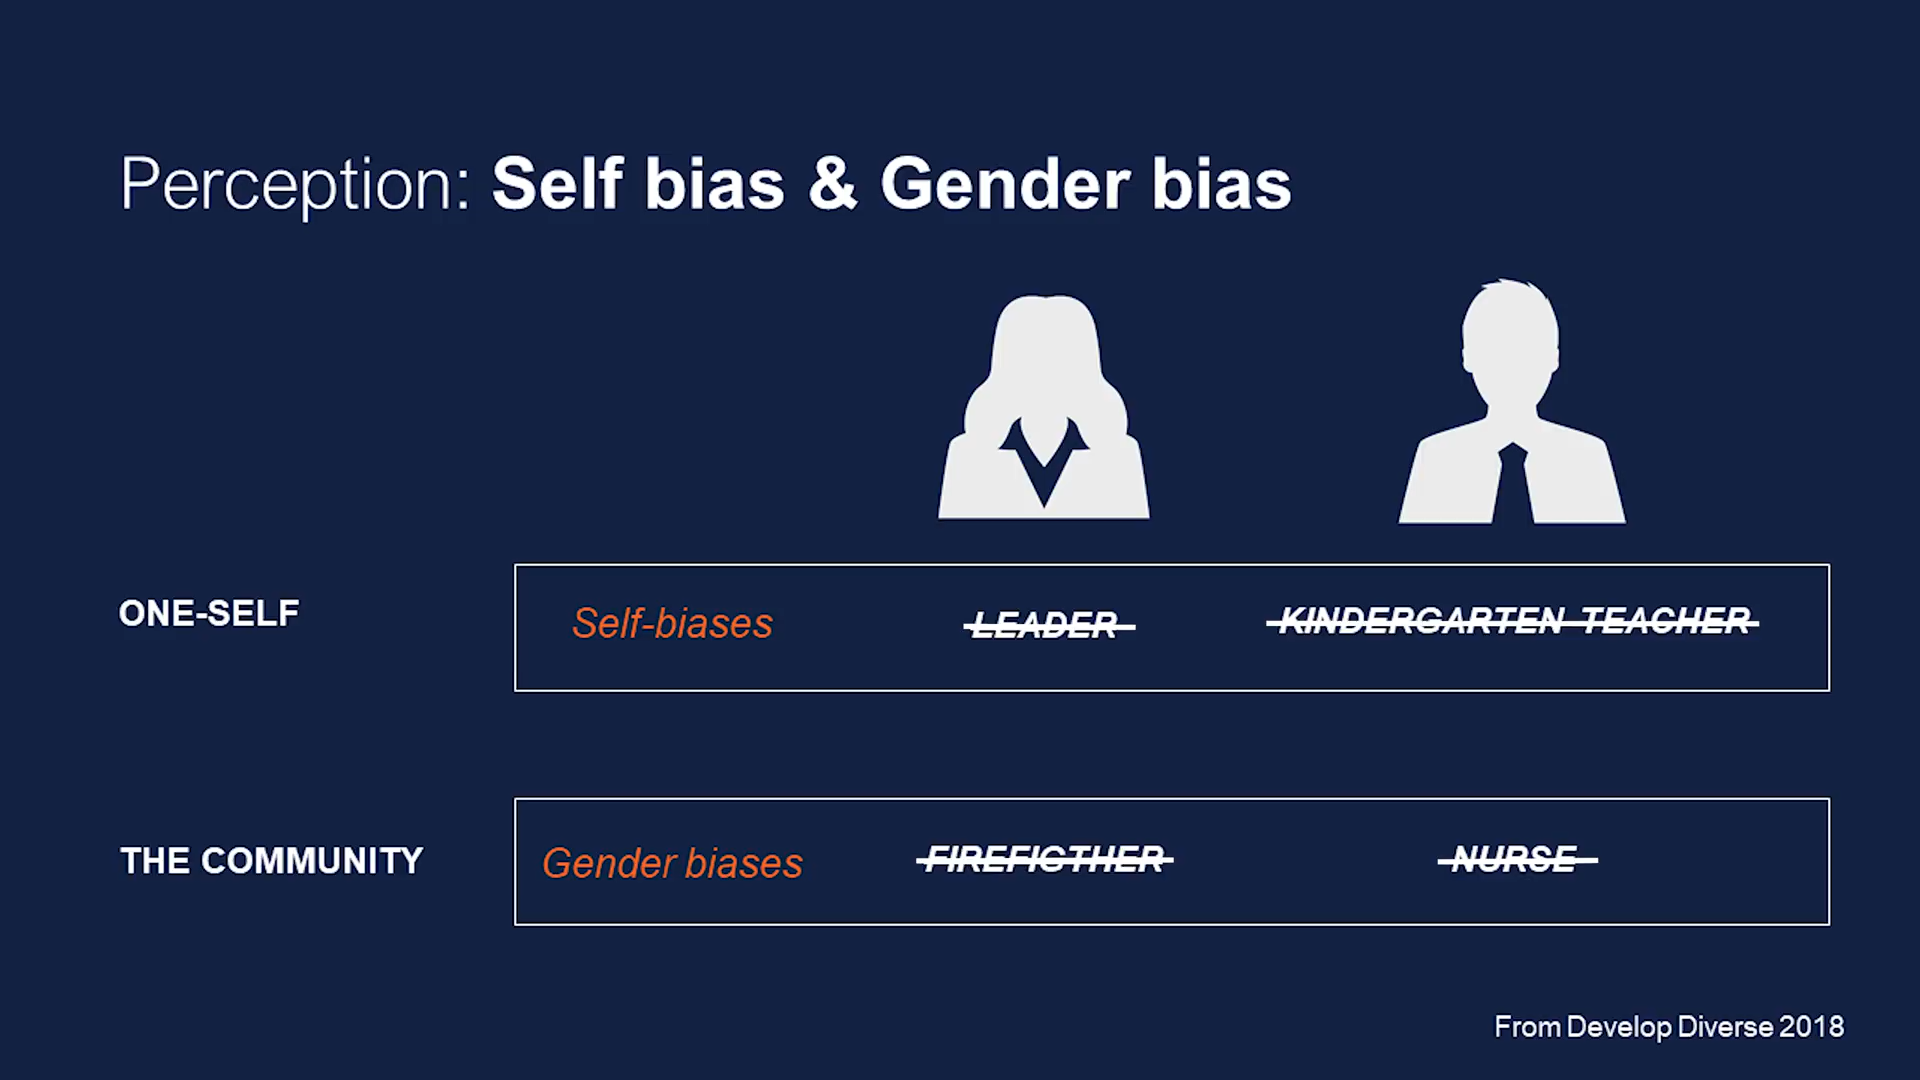 Perception: Self bias & Gender bias
ONE-SELF
Self-biases
LEADER
KINDERGARTEN TEACHER
THE COMMUNITY
Gender biases
FIREFIGTHER
NURSE
From Develop Diverse 2018